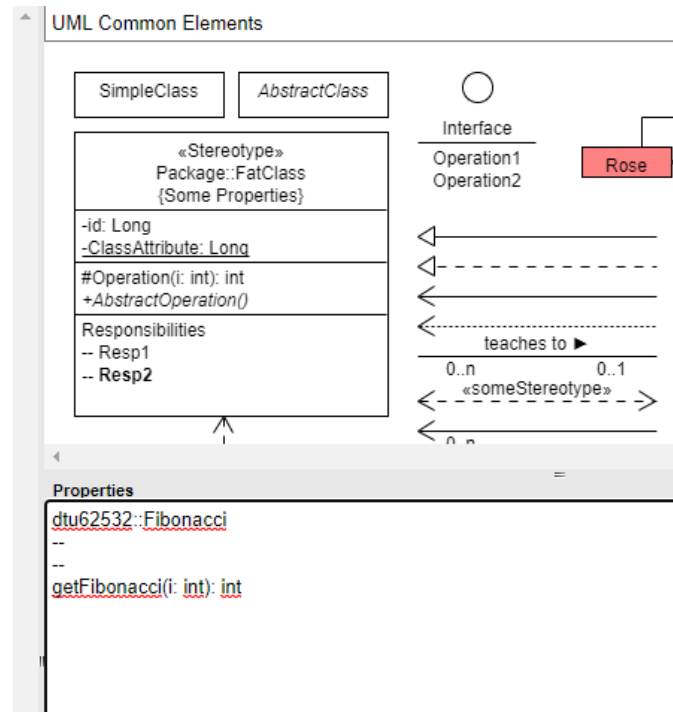 UML Common Elements
SimpleClass
AbstractClass
«Stereotype»
Package::FatClass
{Some Properties}
-id: Long
-ClassAttribute: Long
#Operation(i: int): int
+AbstractOperation()
Responsibilities
-- Resp1
-- Resp2
Interface
Operation1
Operation2
Rose
teaches to ►
0..n 0..1
«someStereotype»
0..n
Properties
dtu62532::Fibonacci
--
--
getFibonacci(i: int): int